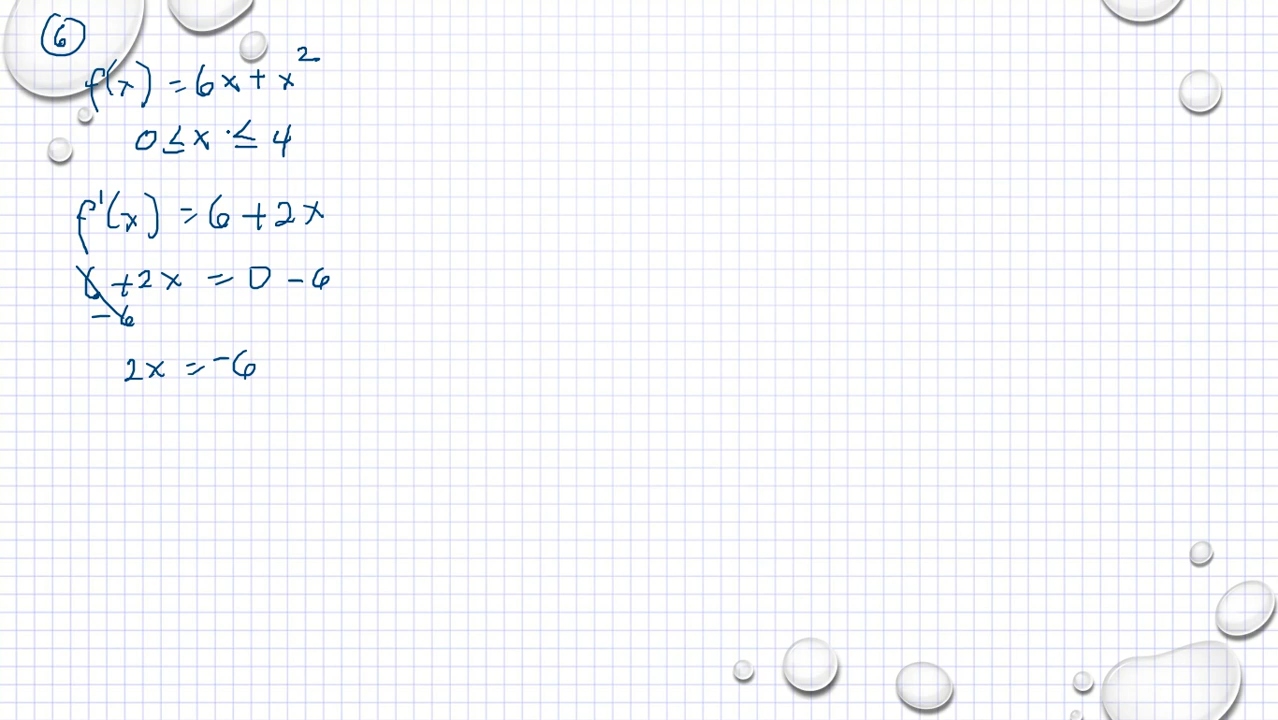 6
f(x) = 6x + x²
0 ≤ x ≤ 4
f'(x) = 6 + 2x
6 + 2x = 0 - 6
-6
2x = -6